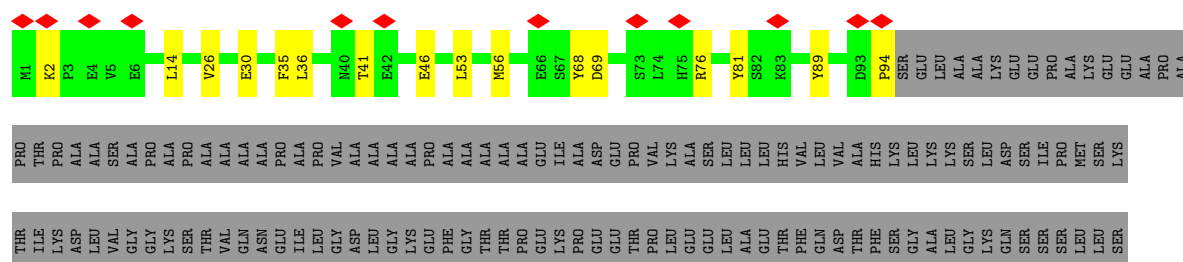 M1 K2 P3 E4 V5 E6 L14 V26 E30 F35 L36 N40 T41 E42 E46 L53 M56 E66 S67 Y68 D69 S73 L74 H75 R76 Y81 S82 K83 Y89 D93 P94 SER GLU LEU ALA ALA LYS GLU GLU PRO ALA LYS GLU GLU ALA PRO ALA
PRO THR PRO ALA ALA SER ALA PRO ALA PRO ALA ALA ALA ALA PRO ALA PRO VAL ALA ALA ALA ALA PRO ALA PHE ALA ALA ALA ALA GLU ILE ALA ASP GLU PRO VAL LYS ALA SER LEU LEU LEU HIS VAL LEU VAL ALA HIS LYS LEU LYS LYS SER LEU ASP SER ILE PRO MET SER LYS
THR ILE LYS ASP LEU VAL GLY GLY LYS SER THR VAL GLN ASN GLU ILE LEU GLY ASP LEU GLY LYS GLU PHE GLY THR THR PRO GLU LYS PRO GLU GLU THR PRO LEU GLU GLU LEU ALA GLU THR PHE GLN ASP THR PHE SER GLY ALA LEU GLY LYS GLN SER SER SER LEU LEU SER